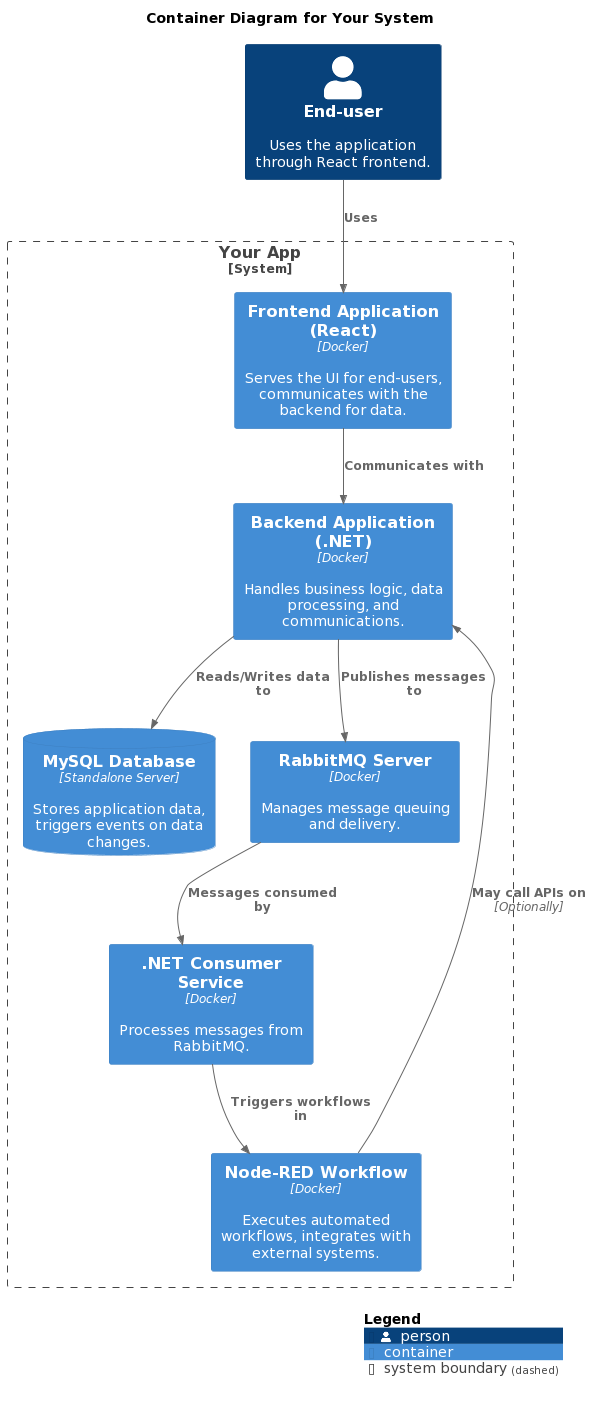 Container Diagram for Your System
End-user
Uses the application
through React frontend.
Uses
Your App
[System]
Frontend Application
(React)
[Docker]
Serves the UI for end-users,
communicates with the
backend for data.
Communicates with
Backend Application
(.NET)
[Docker]
Handles business logic, data
processing, and
communications.
Reads/Writes data
to
Publishes messages
to
MySQL Database
[Standalone Server]
Stores application data,
triggers events on data
changes.
RabbitMQ Server
[Docker]
Manages message queuing
and delivery.
Messages consumed
by
May call APIs on
[Optionally]
.NET Consumer
Service
[Docker]
Processes messages from
RabbitMQ.
Triggers workflows
in
Node-RED Workflow
[Docker]
Executes automated
workflows, integrates with
external systems.
Legend
person
container
system boundary (dashed)